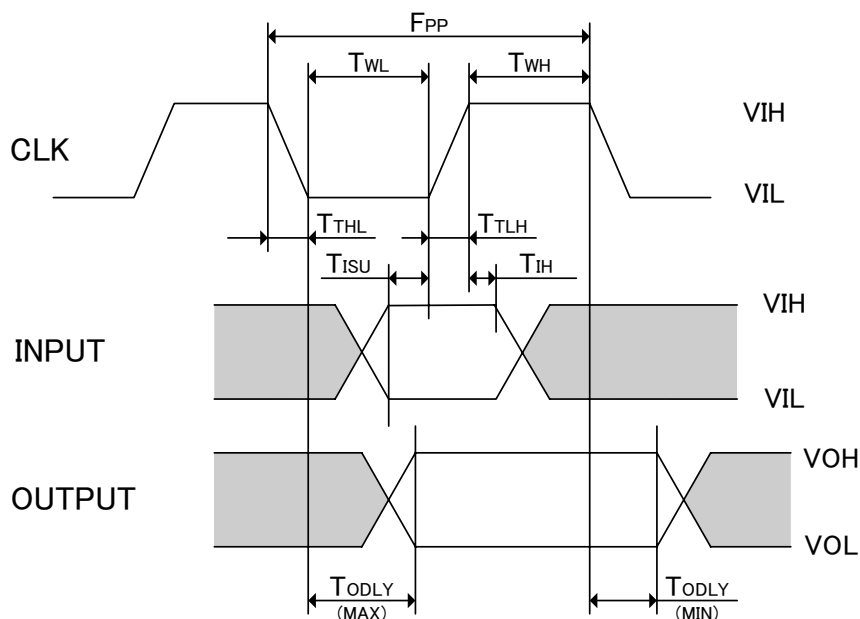 FPP
TWL TWH
CLK
VIH
VIL
TTHL TTLH
TISU TIH
INPUT
VIH
VIL
OUTPUT
VOH
VOL
TODLY
(MAX)
TODLY
(MIN)